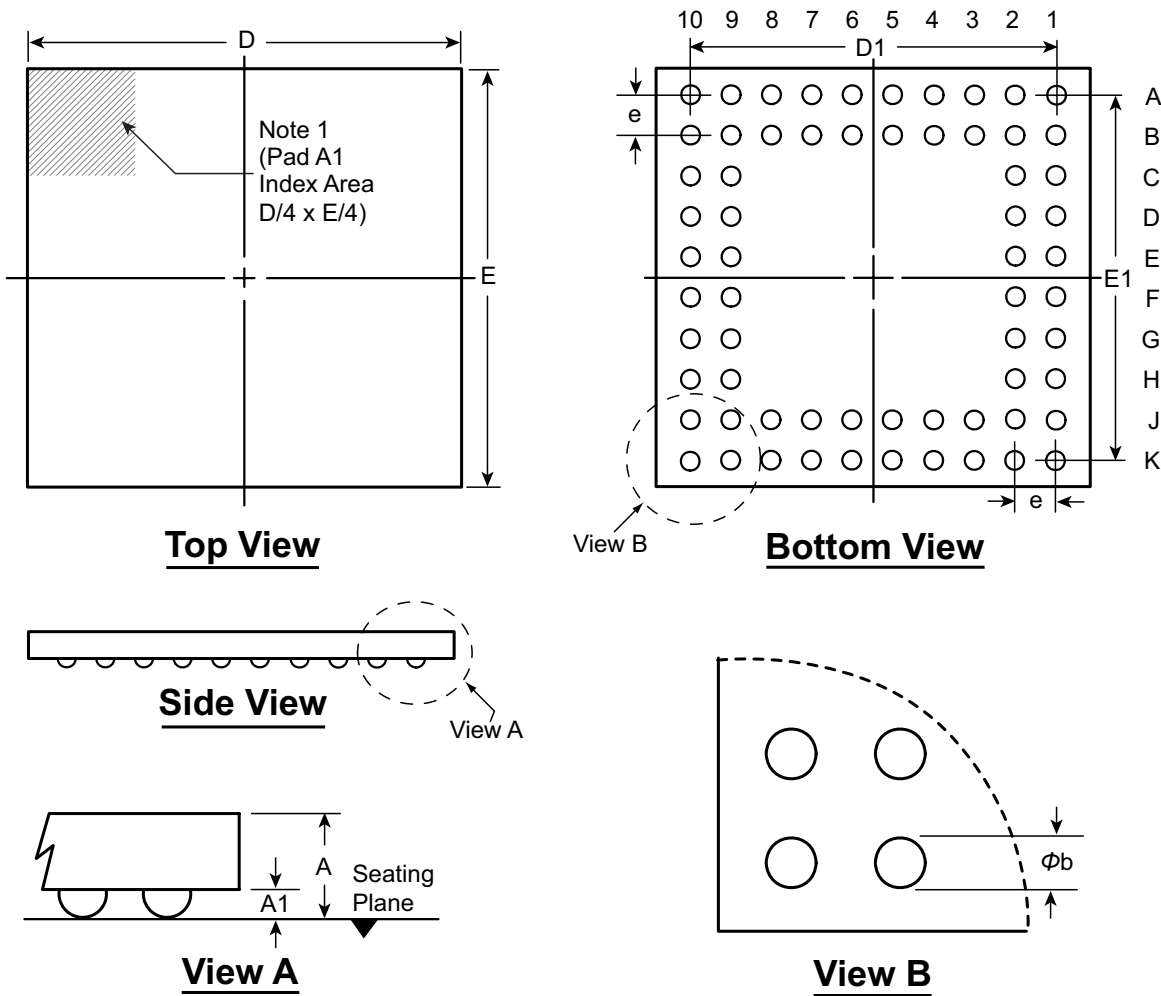 D
Note 1
(Pad A1
Index Area
D/4 x E/4)
E
Top View
10 9 8 7 6 5 4 3 2 1
D1
e
A
B
C
D
E
E1
F
G
H
J
K
e
View B
Bottom View
Side View
View A
A
A1
Seating
Plane
View A
Φb
View B